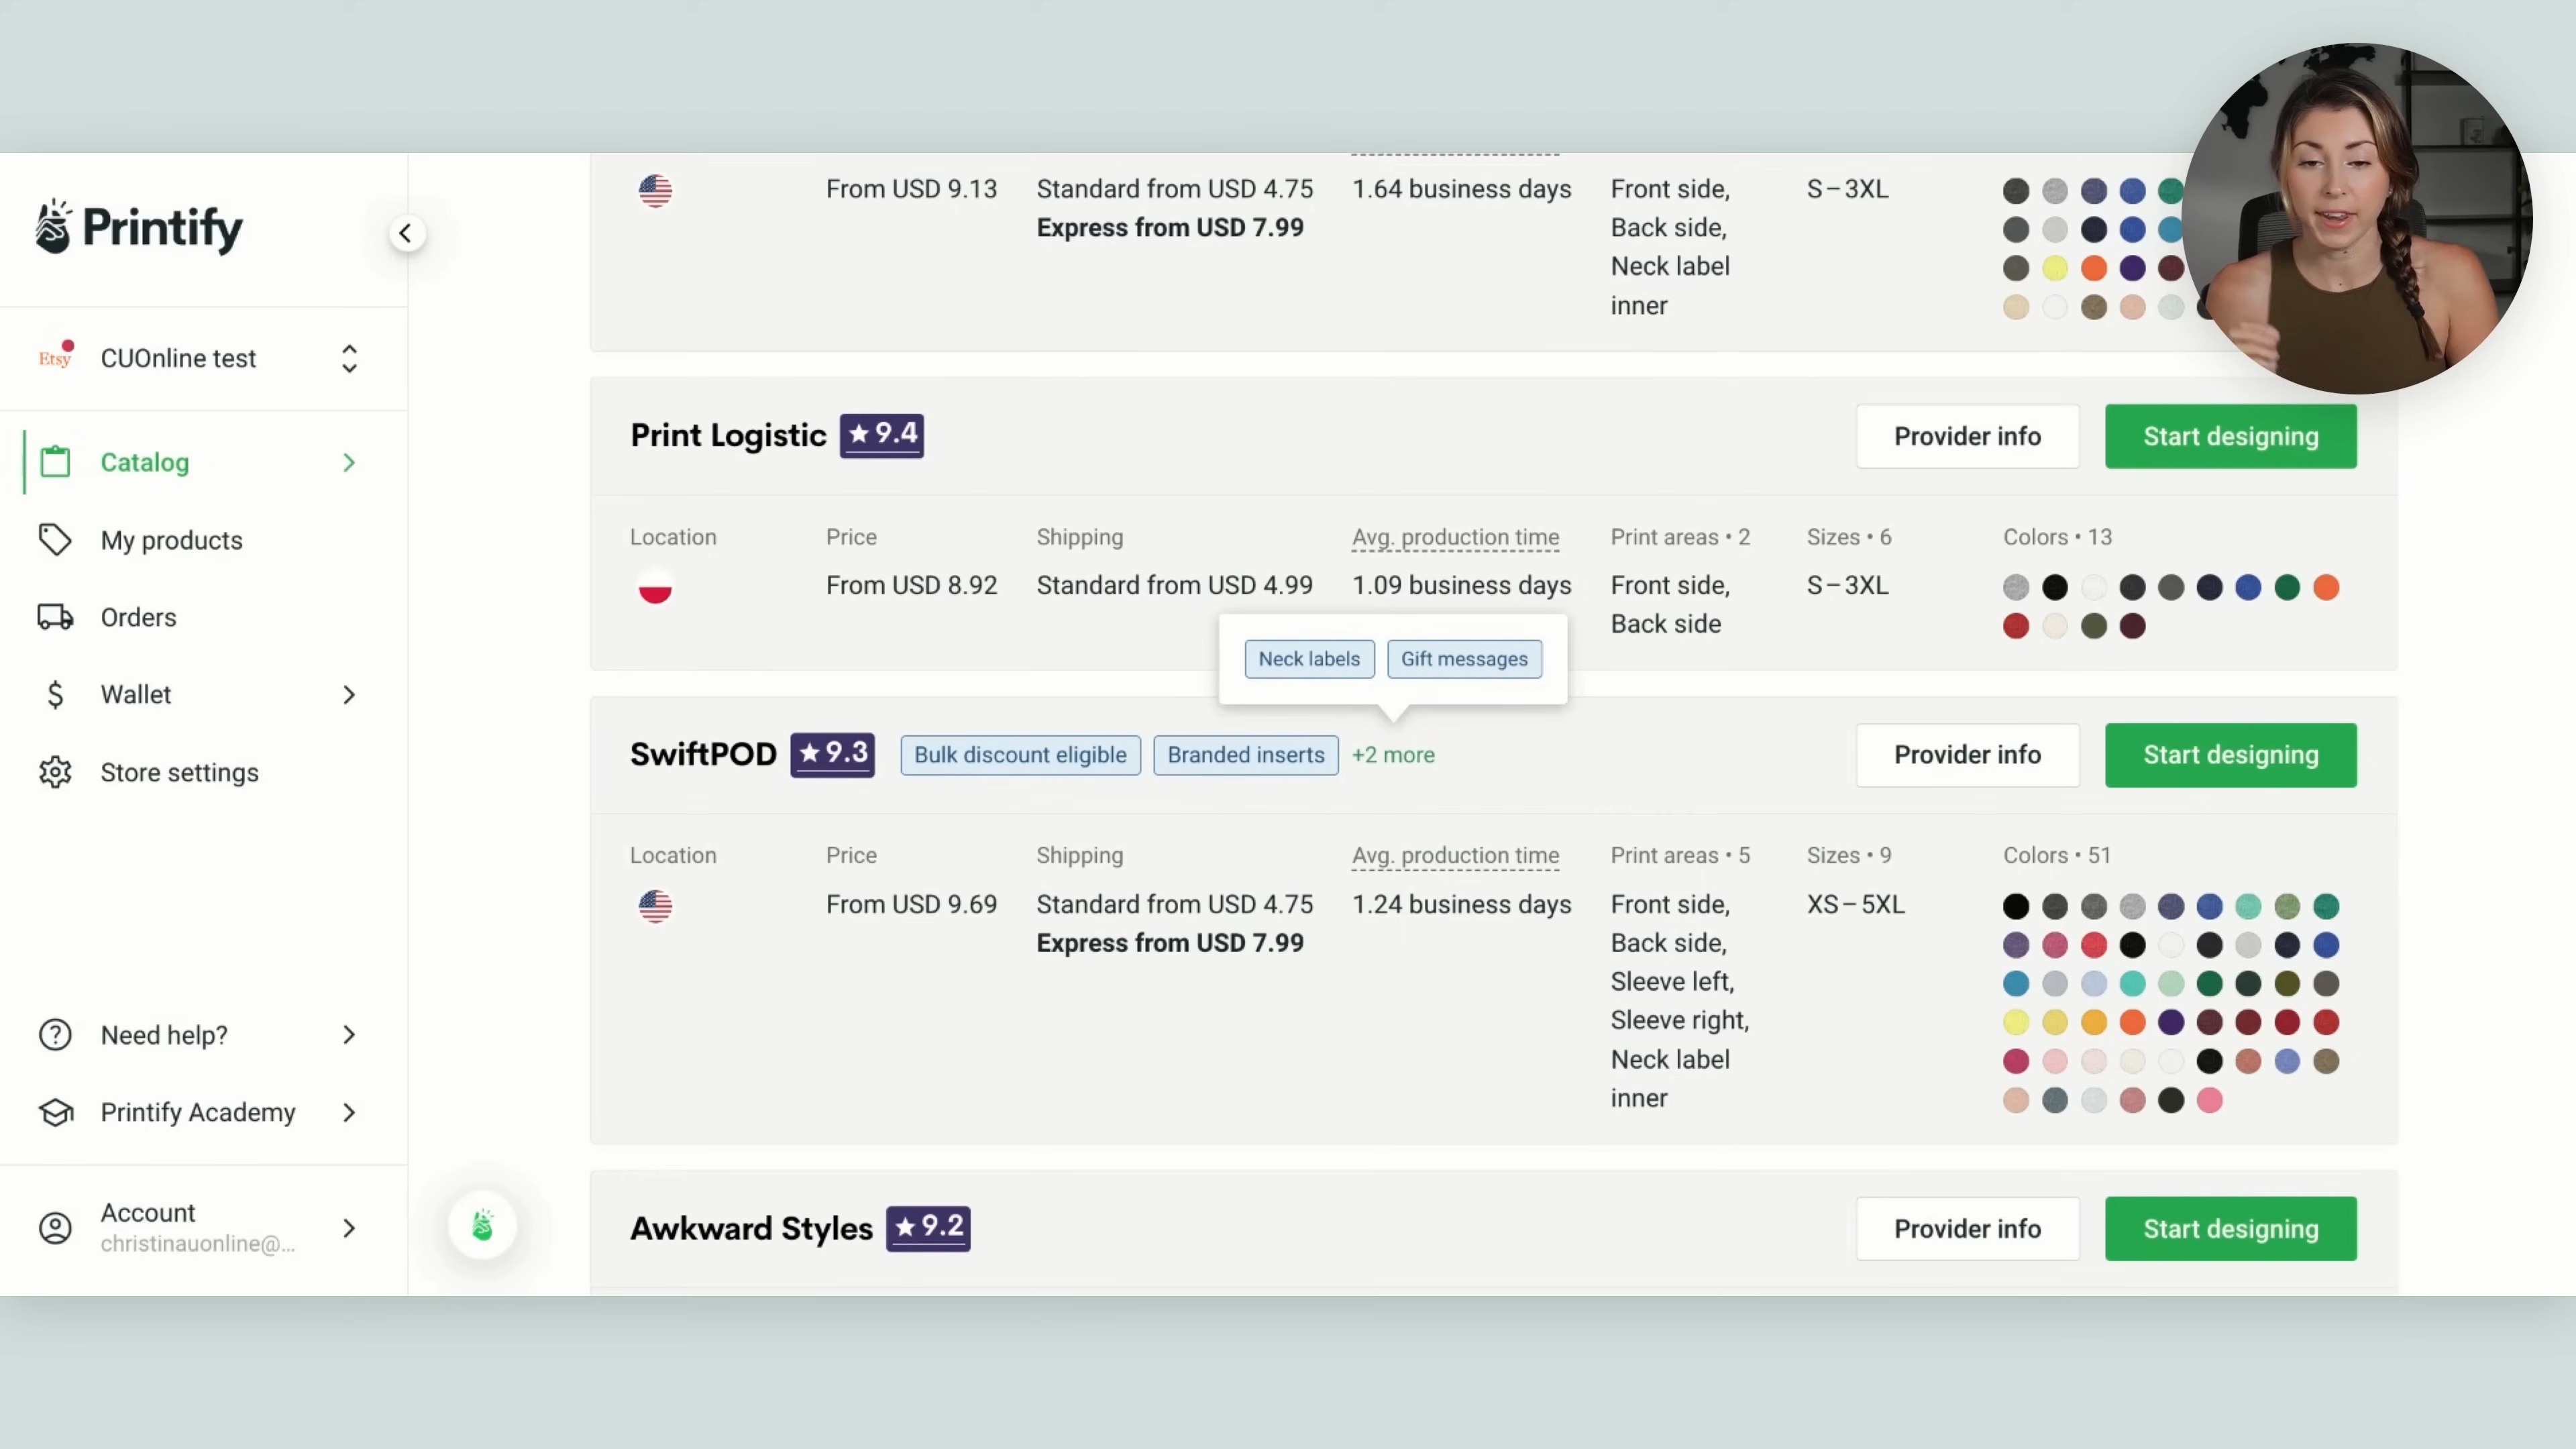 Printify
Etsy CUOnline test
Catalog
My products
Orders
Wallet
Store settings
Need help?
Printify Academy
Account
christinauonline@...
From USD 9.13 Standard from USD 4.75 1.64 business days Front side, S – 3XL
Express from USD 7.99 Back side,
Neck label
inner
Print Logistic ★ 9.4 Provider info Start designing
Location Price Shipping Avg. production time Print areas • 2 Sizes • 6 Colors • 13
From USD 8.92 Standard from USD 4.99 1.09 business days Front side, S – 3XL
Back side
Neck labels Gift messages
SwiftPOD ★ 9.3 Bulk discount eligible Branded inserts +2 more Provider info Start designing
Location Price Shipping Avg. production time Print areas • 5 Sizes • 9 Colors • 51
From USD 9.69 Standard from USD 4.75 1.24 business days Front side, XS – 5XL
Express from USD 7.99 Back side,
Sleeve left,
Sleeve right,
Neck label
inner
Awkward Styles ★ 9.2 Provider info Start designing